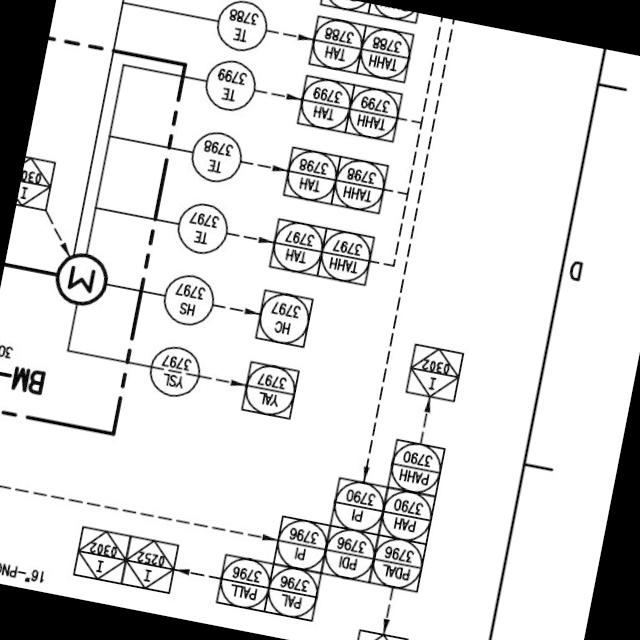 PAL
3796
PALL
3796
I
0252
I
0302
16"-PN
PDAL
3796
PDI
3796
PI
3796
PAH
3790
PI
3790
PAHH
3790
I
0302
YAL
3797
YSL
3797
BM-
30
HC
3797
HS
3797
M
D
TAHH
3797
TAH
3797
TE
3797
I
TAHH
3798
TAH
3798
TE
3798
TAHH
3799
TAH
3799
TE
3799
TAHH
3788
TAH
3788
TE
3788